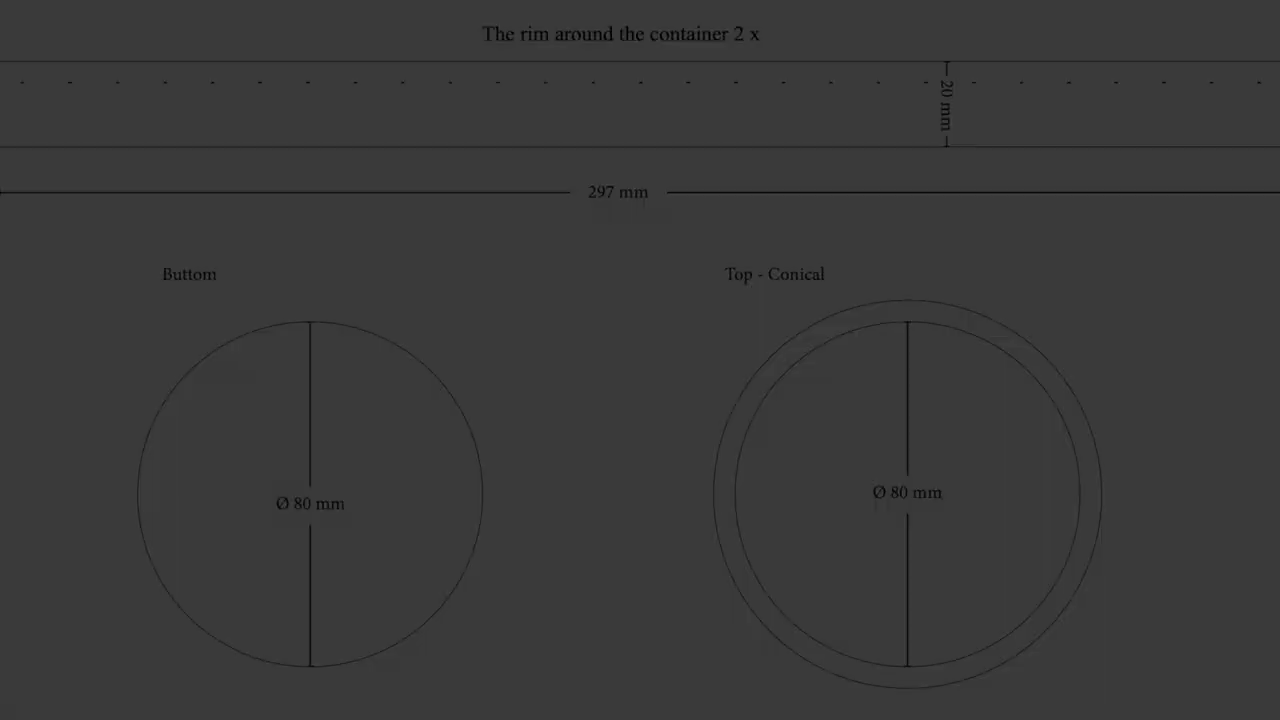 The rim around the container 2 x
20 mm
297 mm
Buttom
Top - Conical
Ø 80 mm
Ø 80 mm